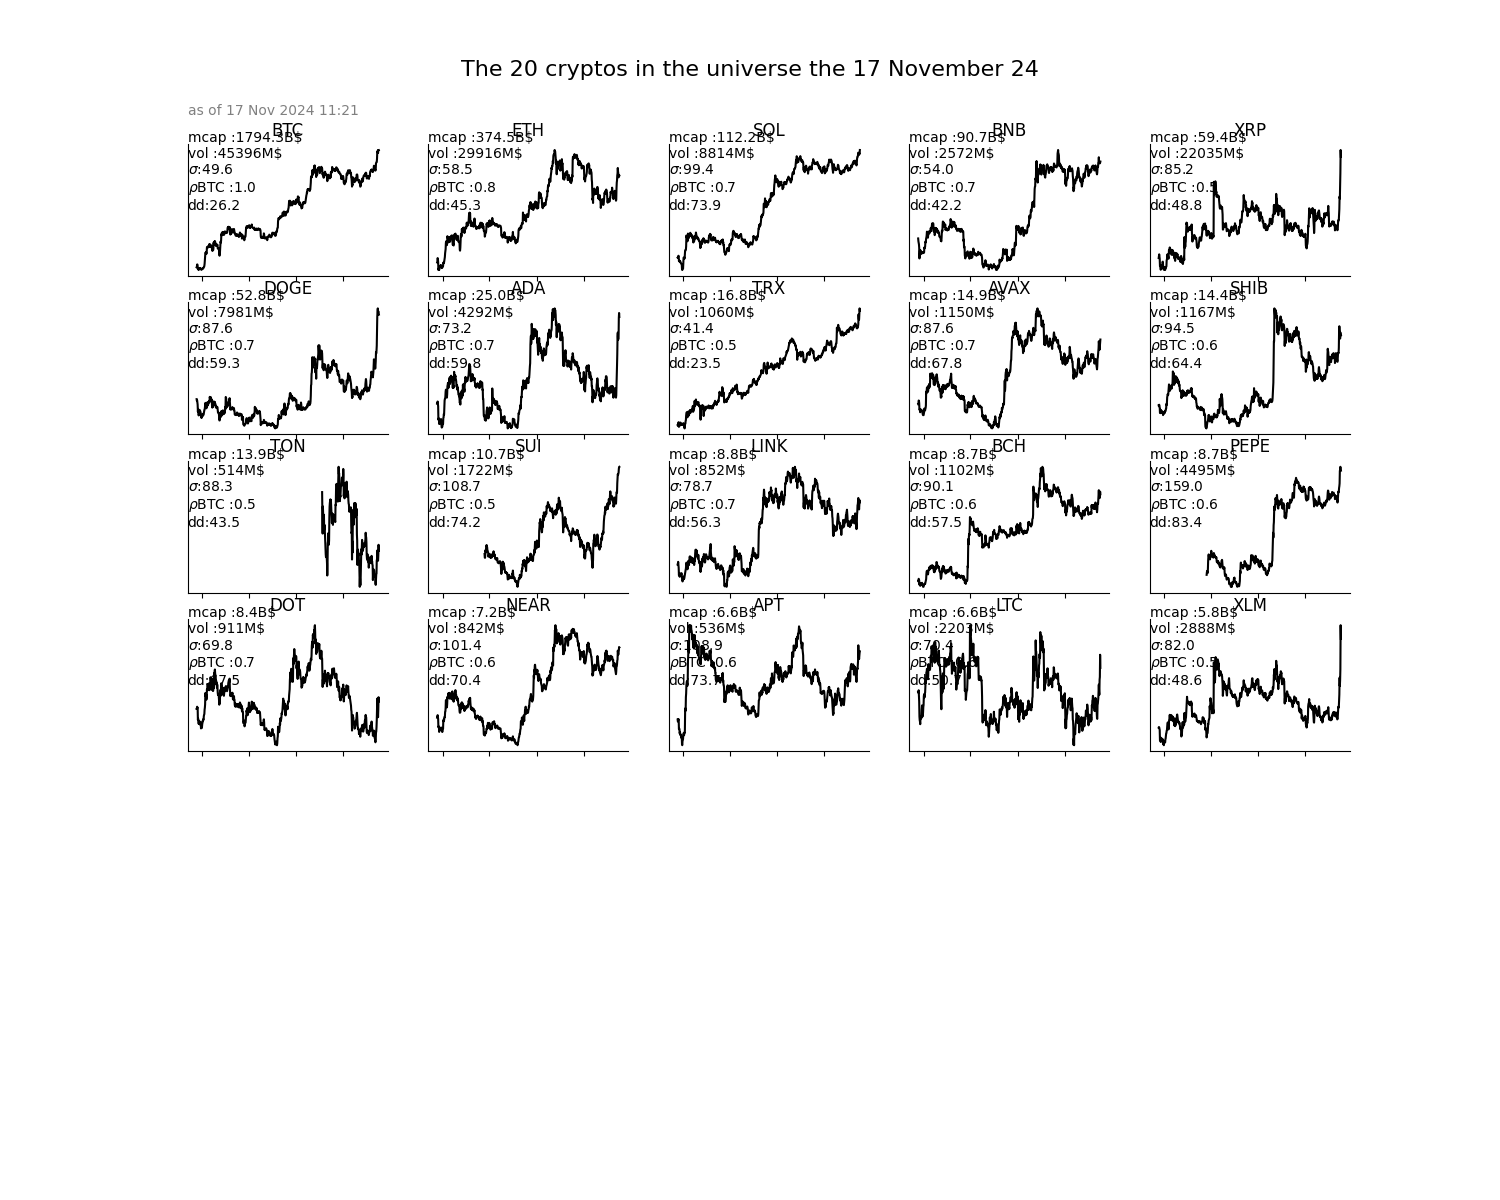 The 20 cryptos in the universe the 17 November 24
as of 17 Nov 2024 11:21
BTC
mcap :1794.3B$
vol :45396M$
σ:49.6
ρBTC :1.0
dd:26.2
ETH
mcap :374.5B$
vol :29916M$
σ:58.5
ρBTC :0.8
dd:45.3
SOL
mcap :112.2B$
vol :8814M$
σ:99.4
ρBTC :0.7
dd:73.9
BNB
mcap :90.7B$
vol :2572M$
σ:54.0
ρBTC :0.7
dd:42.2
XRP
mcap :59.4B$
vol :22035M$
σ:85.2
ρBTC :0.5
dd:48.8
DOGE
mcap :52.8B$
vol :7981M$
σ:87.6
ρBTC :0.7
dd:59.3
ADA
mcap :25.0B$
vol :4292M$
σ:73.2
ρBTC :0.7
dd:59.8
TRX
mcap :16.8B$
vol :1060M$
σ:41.4
ρBTC :0.5
dd:23.5
AVAX
mcap :14.9B$
vol :1150M$
σ:87.6
ρBTC :0.7
dd:67.8
SHIB
mcap :14.4B$
vol :1167M$
σ:94.5
ρBTC :0.6
dd:64.4
TON
mcap :13.9B$
vol :514M$
σ:88.3
ρBTC :0.5
dd:43.5
SUI
mcap :10.7B$
vol :1722M$
σ:108.7
ρBTC :0.5
dd:74.2
LINK
mcap :8.8B$
vol :852M$
σ:78.7
ρBTC :0.7
dd:56.3
BCH
mcap :8.7B$
vol :1102M$
σ:90.1
ρBTC :0.6
dd:57.5
PEPE
mcap :8.7B$
vol :4495M$
σ:159.0
ρBTC :0.6
dd:83.4
DOT
mcap :8.4B$
vol :911M$
σ:69.8
ρBTC :0.7
NEAR
mcap :7.2B$
vol :842M$
σ:101.4
ρBTC :0.6
dd:70.4
APT
mcap :6.6B$
vol :536M$
σ:108.9
ρBTC :0.6
LTC
mcap :6.6B$
vol :2203M$
σ:70.4
ρBTC
XLM
mcap :5.8B$
vol :2888M$
σ:82.0
ρBTC :0.5
dd:48.6